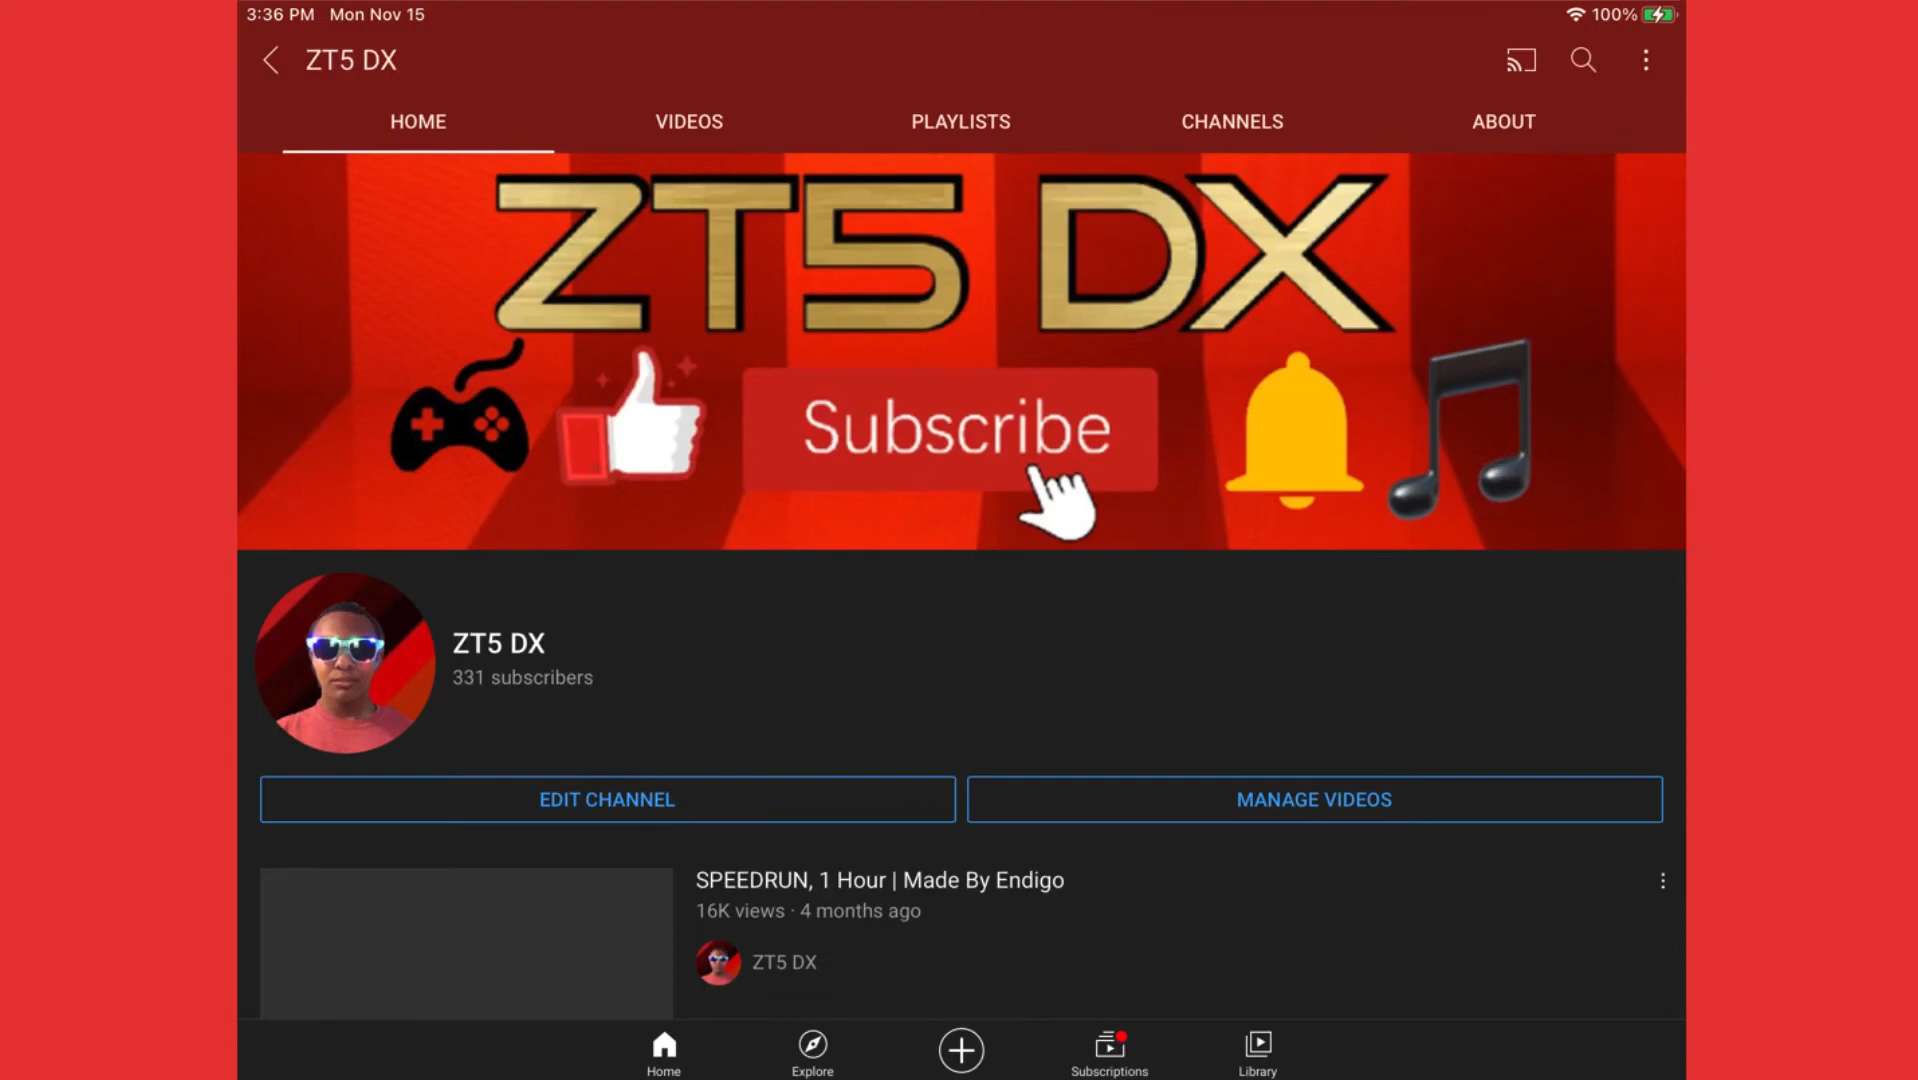 3:36 PM Mon Nov 15
100%
ZT5 DX
HOME VIDEOS PLAYLISTS CHANNELS ABOUT
ZT5 DX
Subscribe
ZT5 DX
331 subscribers
EDIT CHANNEL MANAGE VIDEOS
SPEEDRUN, 1 Hour | Made By Endigo
16K views · 4 months ago
ZT5 DX
Home Explore Subscriptions Library